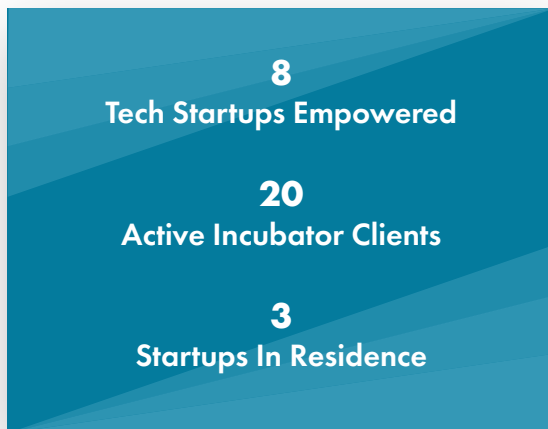 8
Tech Startups Empowered
20
Active Incubator Clients
3
Startups In Residence